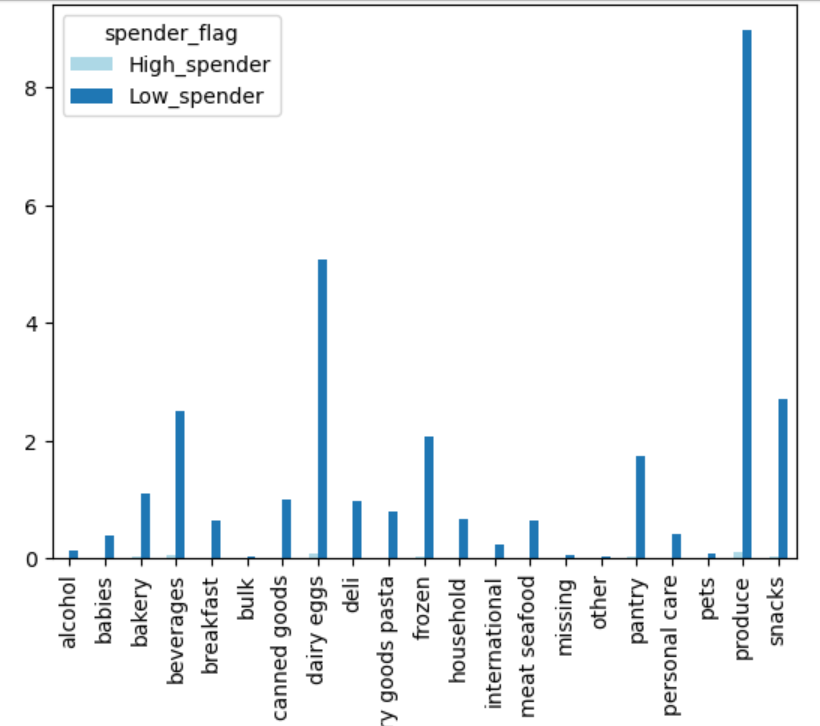 spender_flag
High_spender
Low_spender
8
6
4
2
0
alcohol
babies
bakery
beverages
breakfast
bulk
canned goods
dairy eggs
deli
ry goods pasta
frozen
household
international
meat seafood
missing
other
pantry
personal care
pets
produce
snacks